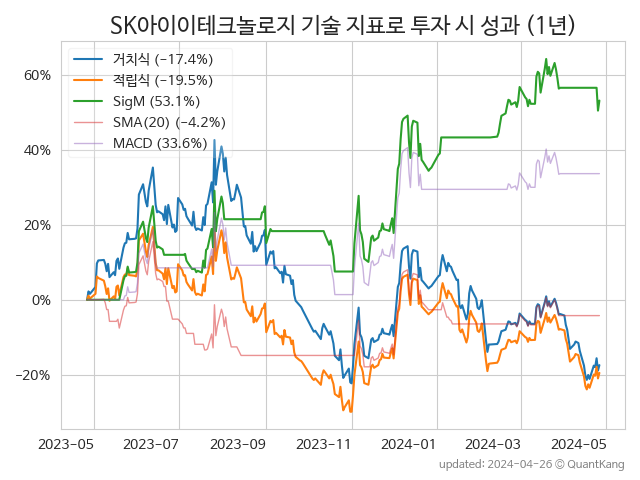 SK아이이테크놀로지 기술 지표로 투자 시 성과 (1년)
거치식 (−17.4%)
적립식 (−19.5%)
SigM (53.1%)
SMA(20) (−4.2%)
MACD (33.6%)
60%
40%
20%
0%
−20%
2023-05 2023-07 2023-09 2023-11 2024-01 2024-03 2024-05
updated: 2024-04-26 © QuantKang